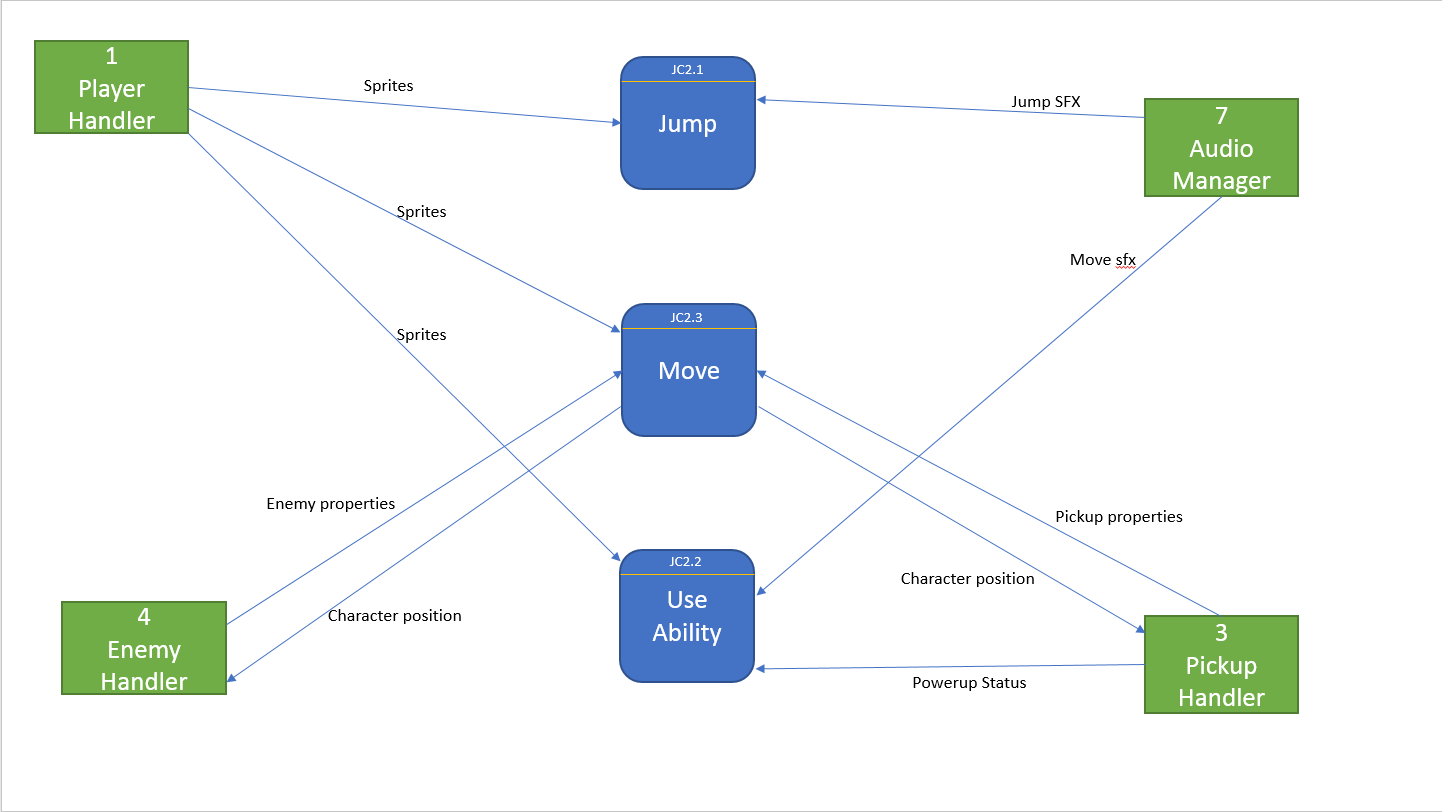 1
Player
Handler
Sprites
JC2.1
Jump
Jump SFX
7
Audio
Manager
Sprites
Move sfx
JC2.3
Move
Sprites
Enemy properties
Pickup properties
Character position
Character position
JC2.2
Use
Ability
4
Enemy
Handler
Powerup Status
3
Pickup
Handler